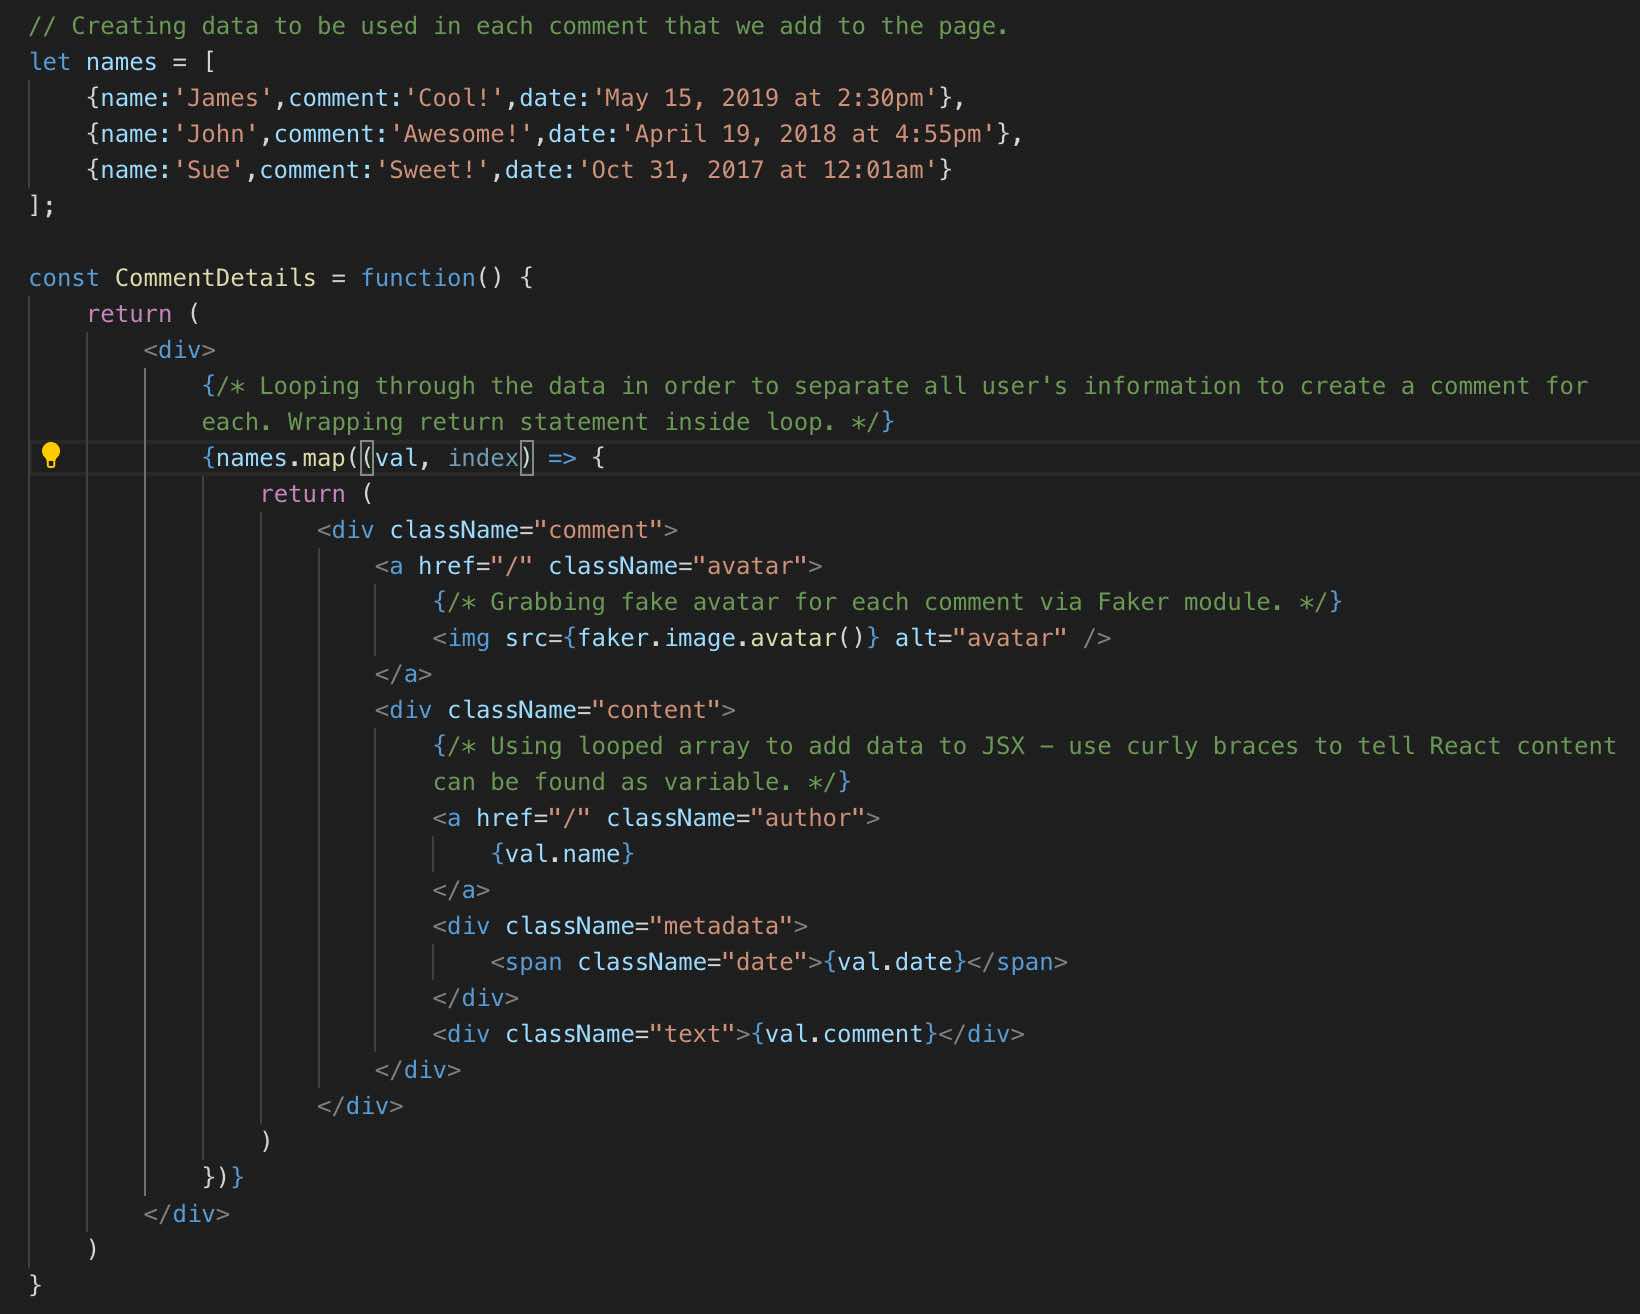 // Creating data to be used in each comment that we add to the page.
let names = [
    {name:'James',comment:'Cool!',date:'May 15, 2019 at 2:30pm'},
    {name:'John',comment:'Awesome!',date:'April 19, 2018 at 4:55pm'},
    {name:'Sue',comment:'Sweet!',date:'Oct 31, 2017 at 12:01am'}
];

const CommentDetails = function() {
    return (
        <div>
            {/* Looping through the data in order to separate all user's information to create a comment for
            each. Wrapping return statement inside loop. */}
            {names.map((val, index) => {
                return (
                    <div className="comment">
                        <a href="/" className="avatar">
                            {/* Grabbing fake avatar for each comment via Faker module. */}
                            <img src={faker.image.avatar()} alt="avatar" />
                        </a>
                        <div className="content">
                            {/* Using looped array to add data to JSX – use curly braces to tell React content
                            can be found as variable. */}
                            <a href="/" className="author">
                                {val.name}
                            </a>
                            <div className="metadata">
                                <span className="date">{val.date}</span>
                            </div>
                            <div className="text">{val.comment}</div>
                        </div>
                    </div>
                )
            })}
        </div>
    )
}